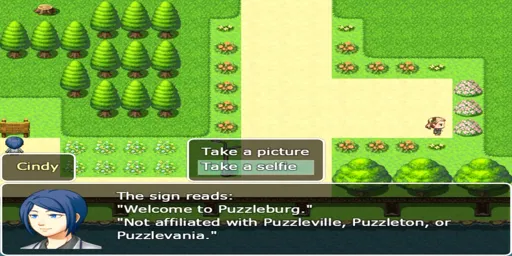 Take a picture
Cindy
Take a selfie
The sign reads:
"Welcome to Puzzleburg."
"Not affiliated with Puzzleville, Puzzleton, or
Puzzlevania."